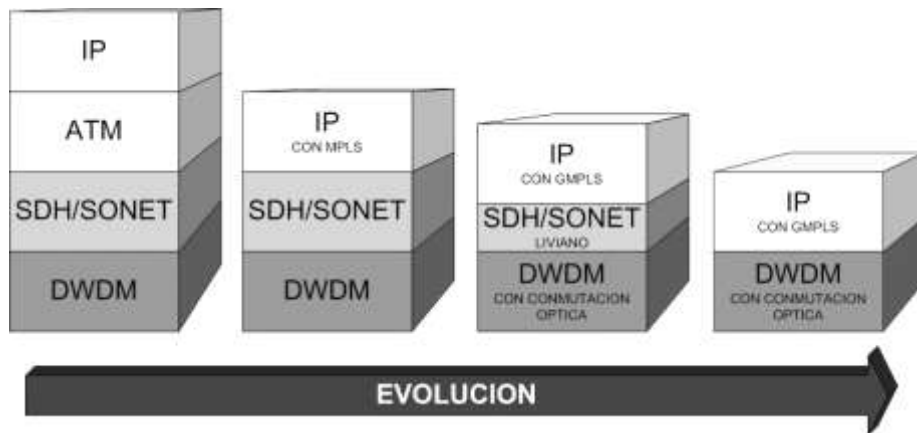 IP
ATM
SDH/SONET
DWDM
IP
CON MPLS
SDH/SONET
DWDM
IP
CON GMPLS
SDH/SONET
LIVIANO
DWDM
CON CONMUTACION
OPTICA
IP
CON GMPLS
DWDM
CON CONMUTACION
OPTICA
EVOLUCION